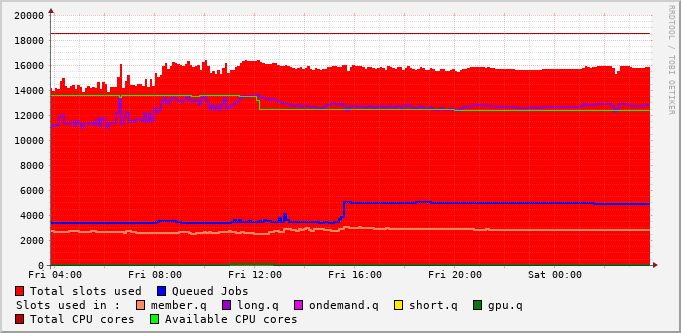 20000
18000
16000
14000
12000
10000
8000
6000
4000
2000
0
Fri 04:00 Fri 08:00 Fri 12:00 Fri 16:00 Fri 20:00 Sat 00:00
RRDTOOL / TOBI OETIKER
Total slots used Queued Jobs
Slots used in : member.q long.q ondemand.q short.q gpu.q
Total CPU cores Available CPU cores